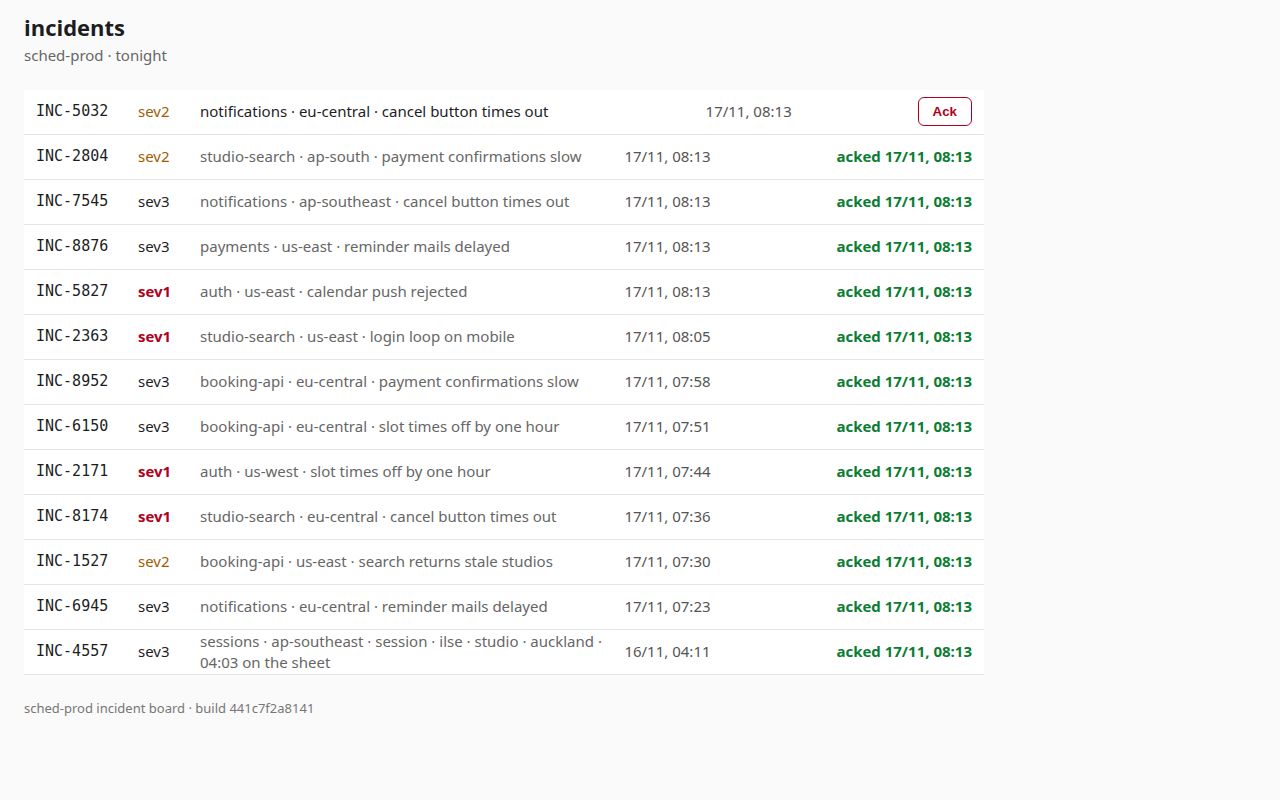 incidents
sched-prod · tonight
INC-5032 sev2 notifications · eu-central · cancel button times out 17/11, 08:13 Ack
INC-2804 sev2 studio-search · ap-south · payment confirmations slow 17/11, 08:13 acked 17/11, 08:13
INC-7545 sev3 notifications · ap-southeast · cancel button times out 17/11, 08:13 acked 17/11, 08:13
INC-8876 sev3 payments · us-east · reminder mails delayed 17/11, 08:13 acked 17/11, 08:13
INC-5827 sev1 auth · us-east · calendar push rejected 17/11, 08:13 acked 17/11, 08:13
INC-2363 sev1 studio-search · us-east · login loop on mobile 17/11, 08:05 acked 17/11, 08:13
INC-8952 sev3 booking-api · eu-central · payment confirmations slow 17/11, 07:58 acked 17/11, 08:13
INC-6150 sev3 booking-api · eu-central · slot times off by one hour 17/11, 07:51 acked 17/11, 08:13
INC-2171 sev1 auth · us-west · slot times off by one hour 17/11, 07:44 acked 17/11, 08:13
INC-8174 sev1 studio-search · eu-central · cancel button times out 17/11, 07:36 acked 17/11, 08:13
INC-1527 sev2 booking-api · us-east · search returns stale studios 17/11, 07:30 acked 17/11, 08:13
INC-6945 sev3 notifications · eu-central · reminder mails delayed 17/11, 07:23 acked 17/11, 08:13
INC-4557 sev3 sessions · ap-southeast · session · ilse · studio · auckland · 16/11, 04:11 acked 17/11, 08:13
04:03 on the sheet
sched-prod incident board · build 441c7f2a8141